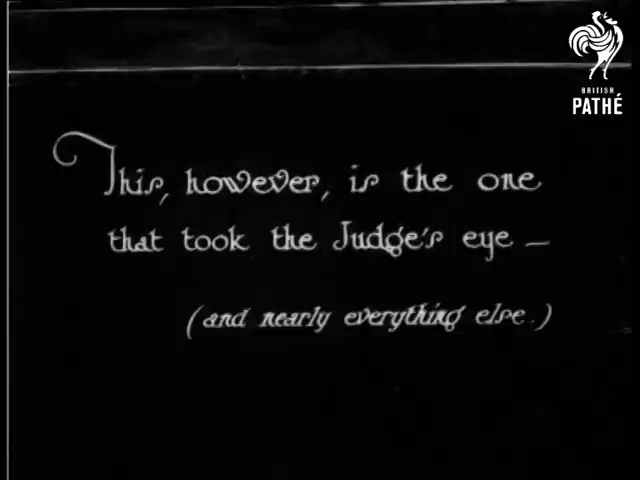 BRITISH
PATHÉ
This, however, is the one
that took the Judge's eye —
(and nearly everything else.)